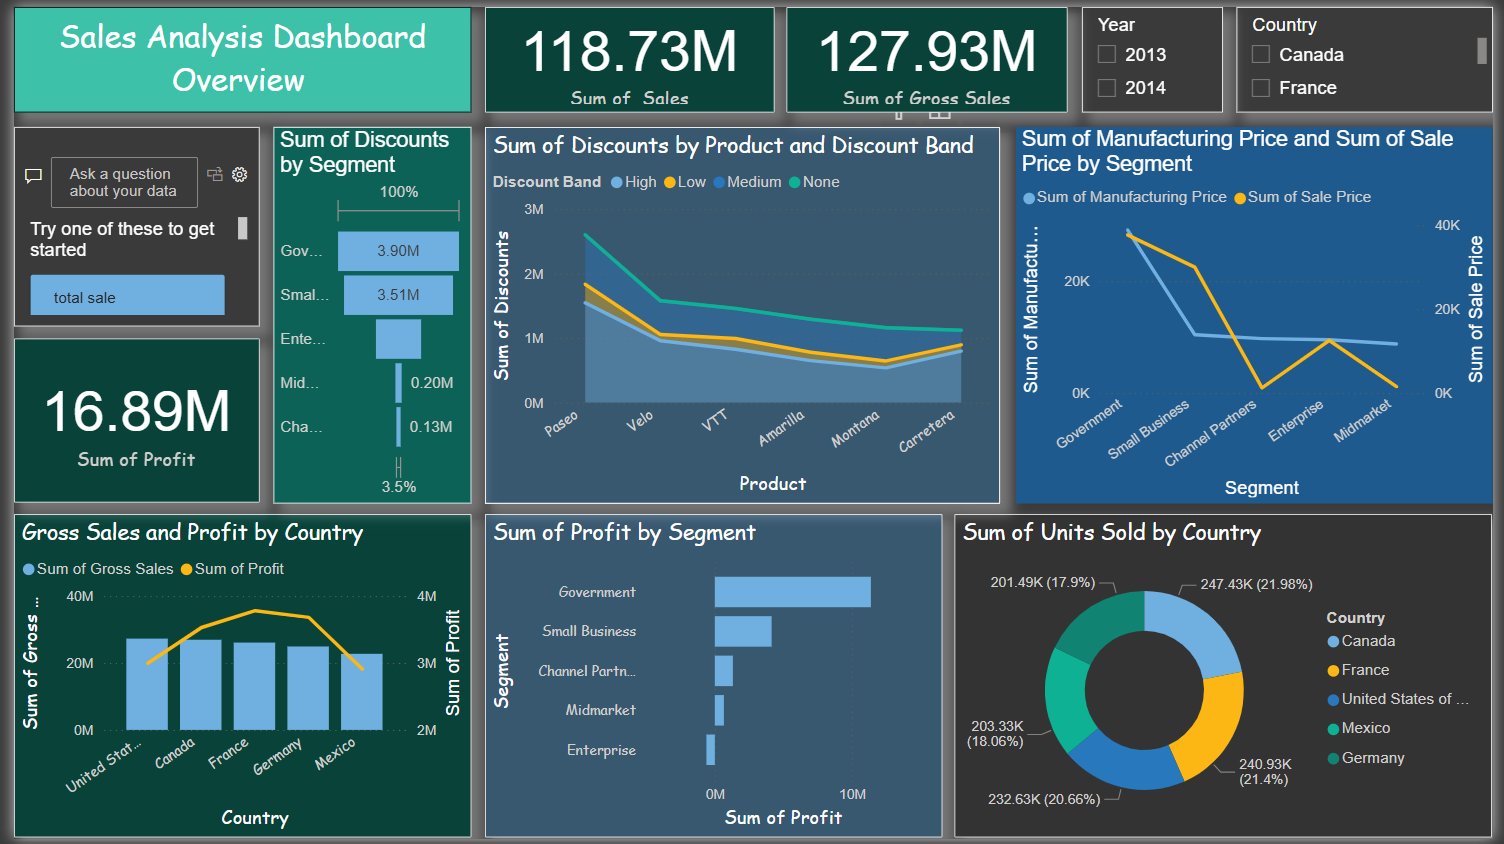 Sales Analysis Dashboard
Overview
118.73M
Sum of Sales
127.93M
Sum of Gross Sales
Year
2013
2014
Country
Canada
France
Ask a question
about your data
Try one of these to get
started
total sale
16.89M
Sum of Profit
Sum of Discounts
by Segment
100%
Gov...
3.90M
Smal...
3.51M
Ente...
Mid...
0.20M
Cha...
0.13M
3.5%
Sum of Discounts by Product and Discount Band
Discount Band High Low Medium None
Sum of Discounts
3M
2M
1M
0M
Paseo
Velo
VTT
Amarilla
Montana
Carretera
Product
Sum of Manufacturing Price and Sum of Sale
Price by Segment
Sum of Manufacturing Price Sum of Sale Price
Sum of Manufactu...
20K
0K
40K
20K
0K
Sum of Sale Price
Government
Small Business
Channel Partners
Enterprise
Midmarket
Segment
Gross Sales and Profit by Country
Sum of Gross Sales Sum of Profit
Sum of Gross ...
40M
20M
0M
4M
3M
2M
Sum of Profit
United Stat...
Canada
France
Germany
Mexico
Country
Sum of Profit by Segment
Segment
Government
Small Business
Channel Partn...
Midmarket
Enterprise
0M
10M
Sum of Profit
Sum of Units Sold by Country
201.49K (17.9%)
247.43K (21.98%)
203.33K
(18.06%)
240.93K
(21.4%)
232.63K (20.66%)
Country
Canada
France
United States of ...
Mexico
Germany